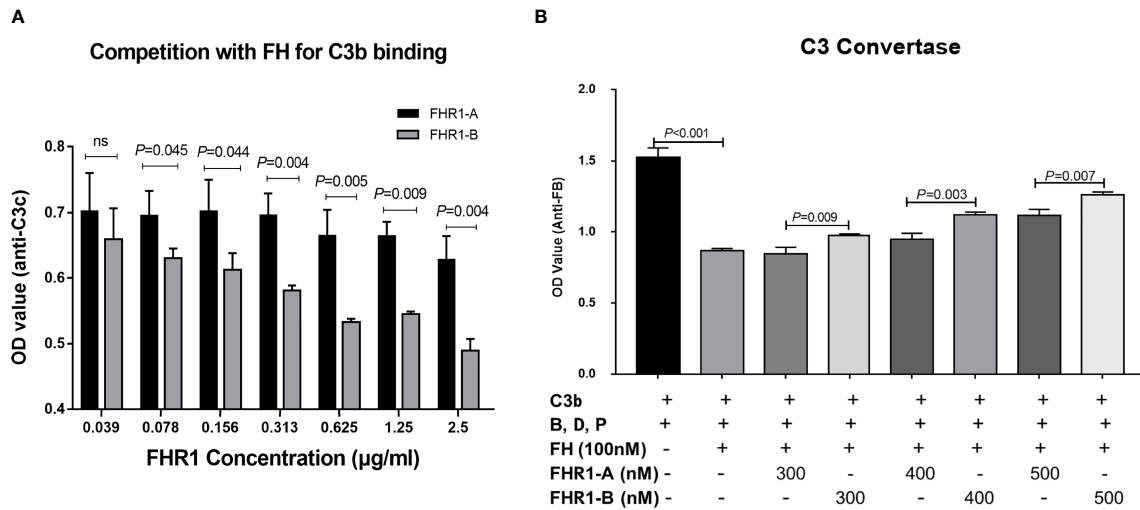 A
Competition with FH for C3b binding
FHR1-A
FHR1-B
OD value (anti-C3c)
0.8
0.7
0.6
0.5
0.4
ns
P=0.045
P=0.044
P=0.004
P=0.005
P=0.009
P=0.004
0.039 0.078 0.156 0.313 0.625 1.25 2.5
FHR1 Concentration (µg/ml)
B
C3 Convertase
OD Value (Anti-FB)
2.0
1.5
1.0
0.5
0.0
P<0.001
P=0.009
P=0.003
P=0.007
C3b + + + + + + + +
B, D, P + + + + + + + +
FH (100nM) - + + + + + + +
FHR1-A (nM) - - 300 - 400 - 500 -
FHR1-B (nM) - - - 300 - 400 - 500